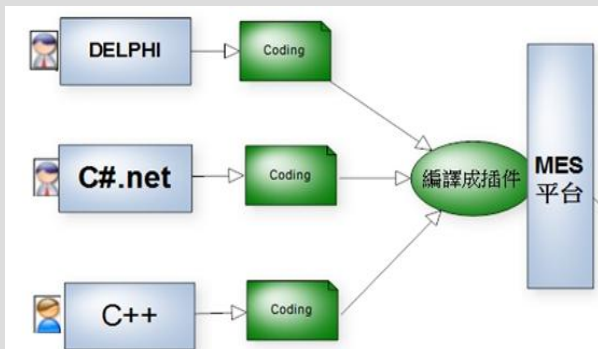 DELPHI
Coding
C#.net
Coding
編譯成插件
MES
平台
C++
Coding